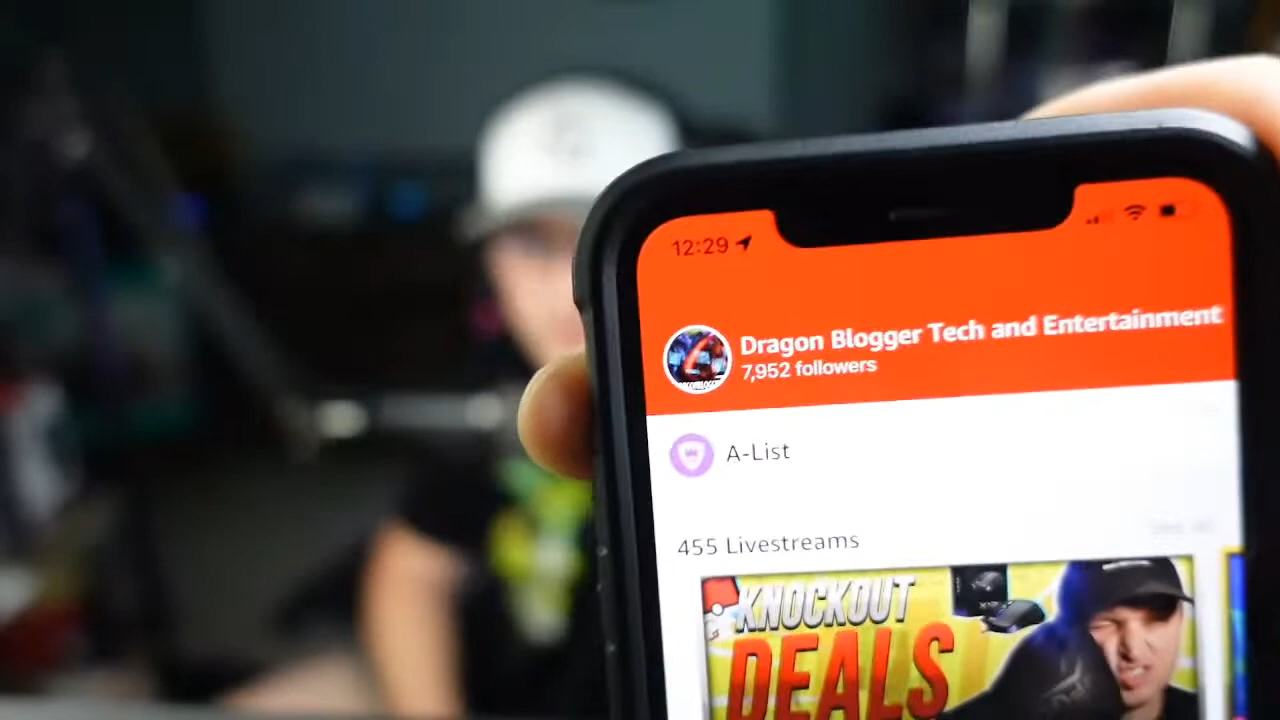 12:29
Dragon Blogger Tech and Entertainment
7,952 followers
A-List
455 Livestreams
KNOCKOUT
DEALS